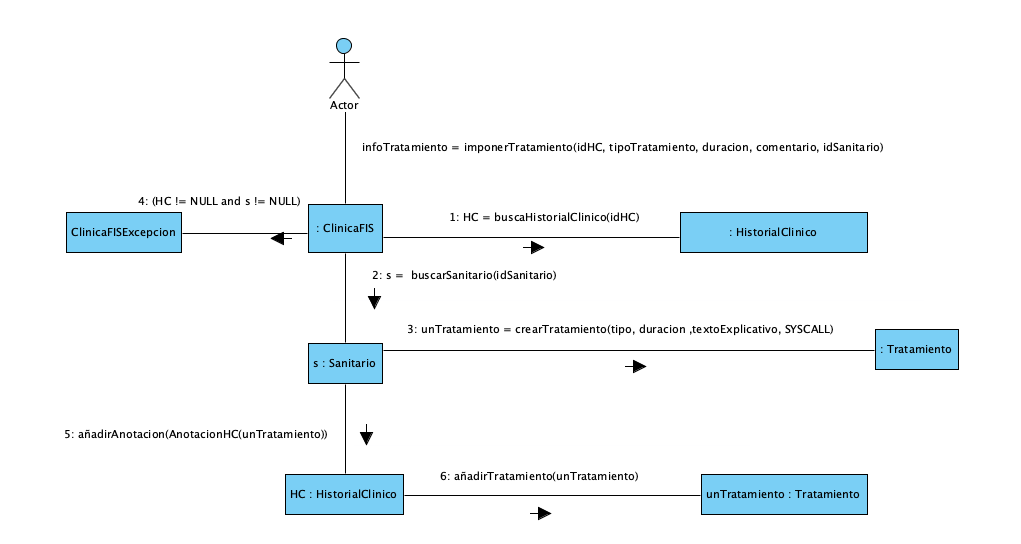 Actor
infoTratamiento = imponerTratamiento(idHC, tipoTratamiento, duracion, comentario, idSanitario)
4: (HC != NULL and s != NULL)
1: HC = buscaHistorialClinico(idHC)
ClinicaFISExcepcion
: ClinicaFIS
: HistorialClinico
2: s =  buscarSanitario(idSanitario)
3: unTratamiento = crearTratamiento(tipo, duracion ,textoExplicativo, SYSCALL)
: Tratamiento
s : Sanitario
5: añadirAnotacion(AnotacionHC(unTratamiento))
6: añadirTratamiento(unTratamiento)
HC : HistorialClinico
unTratamiento : Tratamiento